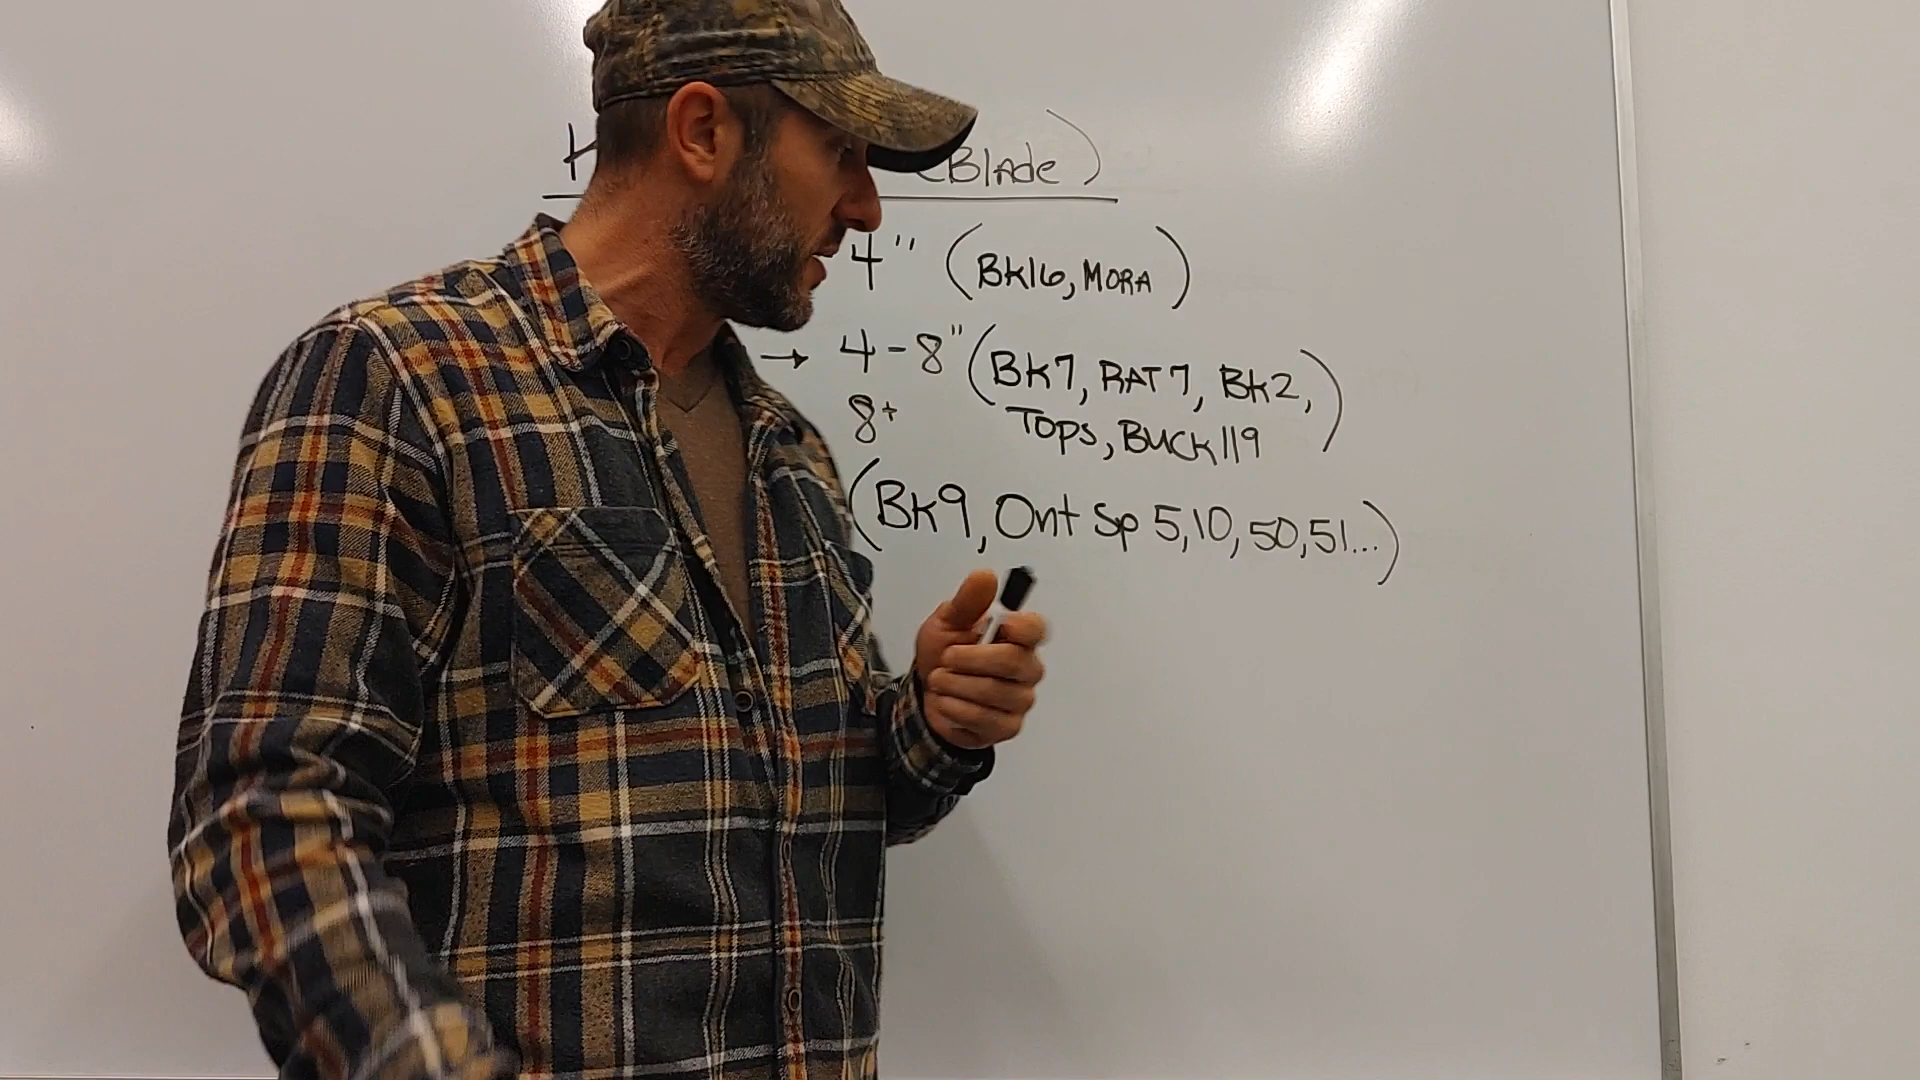 (Blade)
4" (BK16, MORA)
→ 4-8" (BK7, RAT 7, BK2,
8+ TOPS, BUCK 119)
(BK9, Ont Sp 5,10,50,51...)